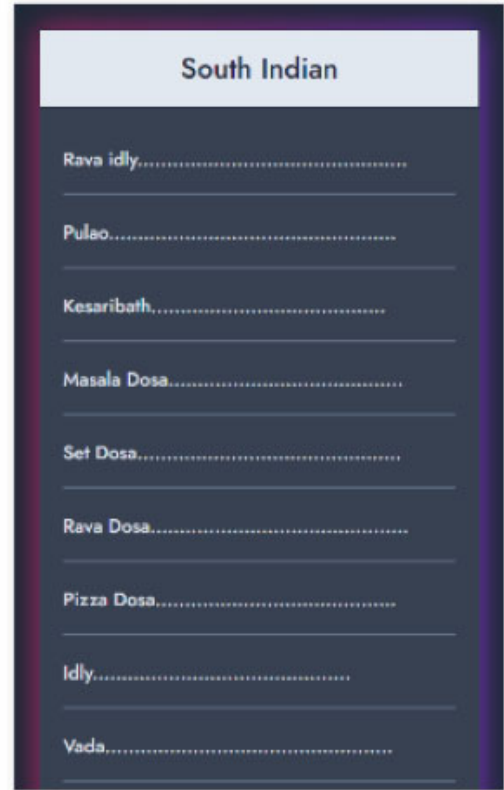 South Indian
Rava idly..............................................
Pulao.................................................
Kesaribath........................................
Masala Dosa........................................
Set Dosa.............................................
Rava Dosa............................................
Pizza Dosa.........................................
Idly............................................
Vada.................................................